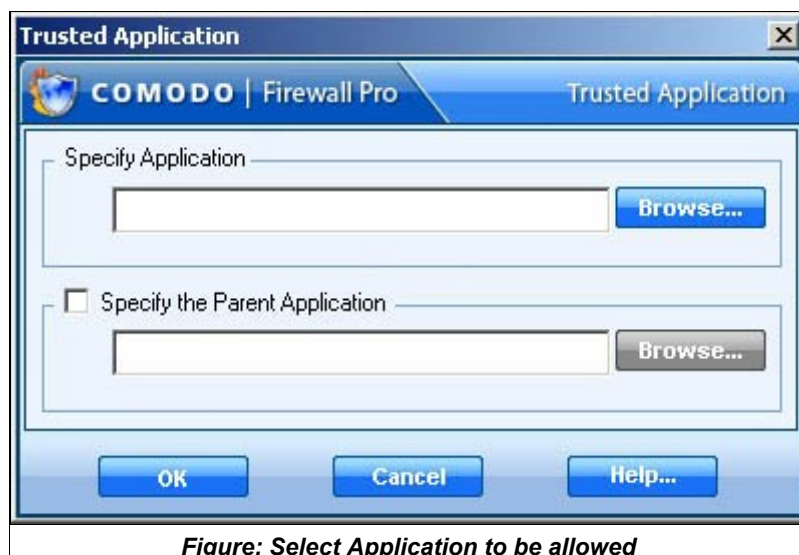 Trusted Application
COMODO | Firewall Pro
Trusted Application
Specify Application
Browse...
Specify the Parent Application
Browse...
OK
Cancel
Help...
Figure: Select Application to be allowed